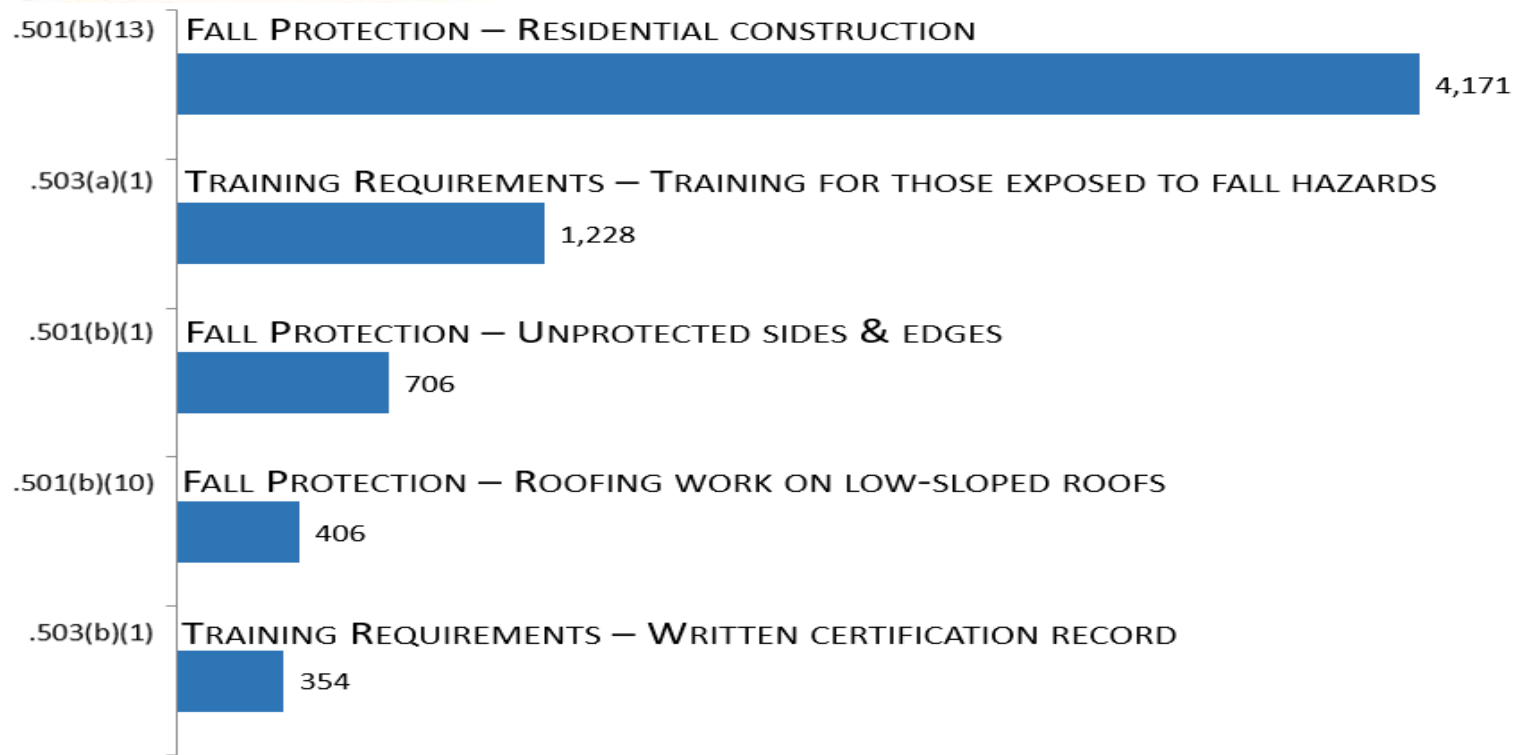 .501(b)(13) FALL PROTECTION – RESIDENTIAL CONSTRUCTION
4,171
.503(a)(1) TRAINING REQUIREMENTS – TRAINING FOR THOSE EXPOSED TO FALL HAZARDS
1,228
.501(b)(1) FALL PROTECTION – UNPROTECTED SIDES & EDGES
706
.501(b)(10) FALL PROTECTION – ROOFING WORK ON LOW-SLOPED ROOFS
406
.503(b)(1) TRAINING REQUIREMENTS – WRITTEN CERTIFICATION RECORD
354